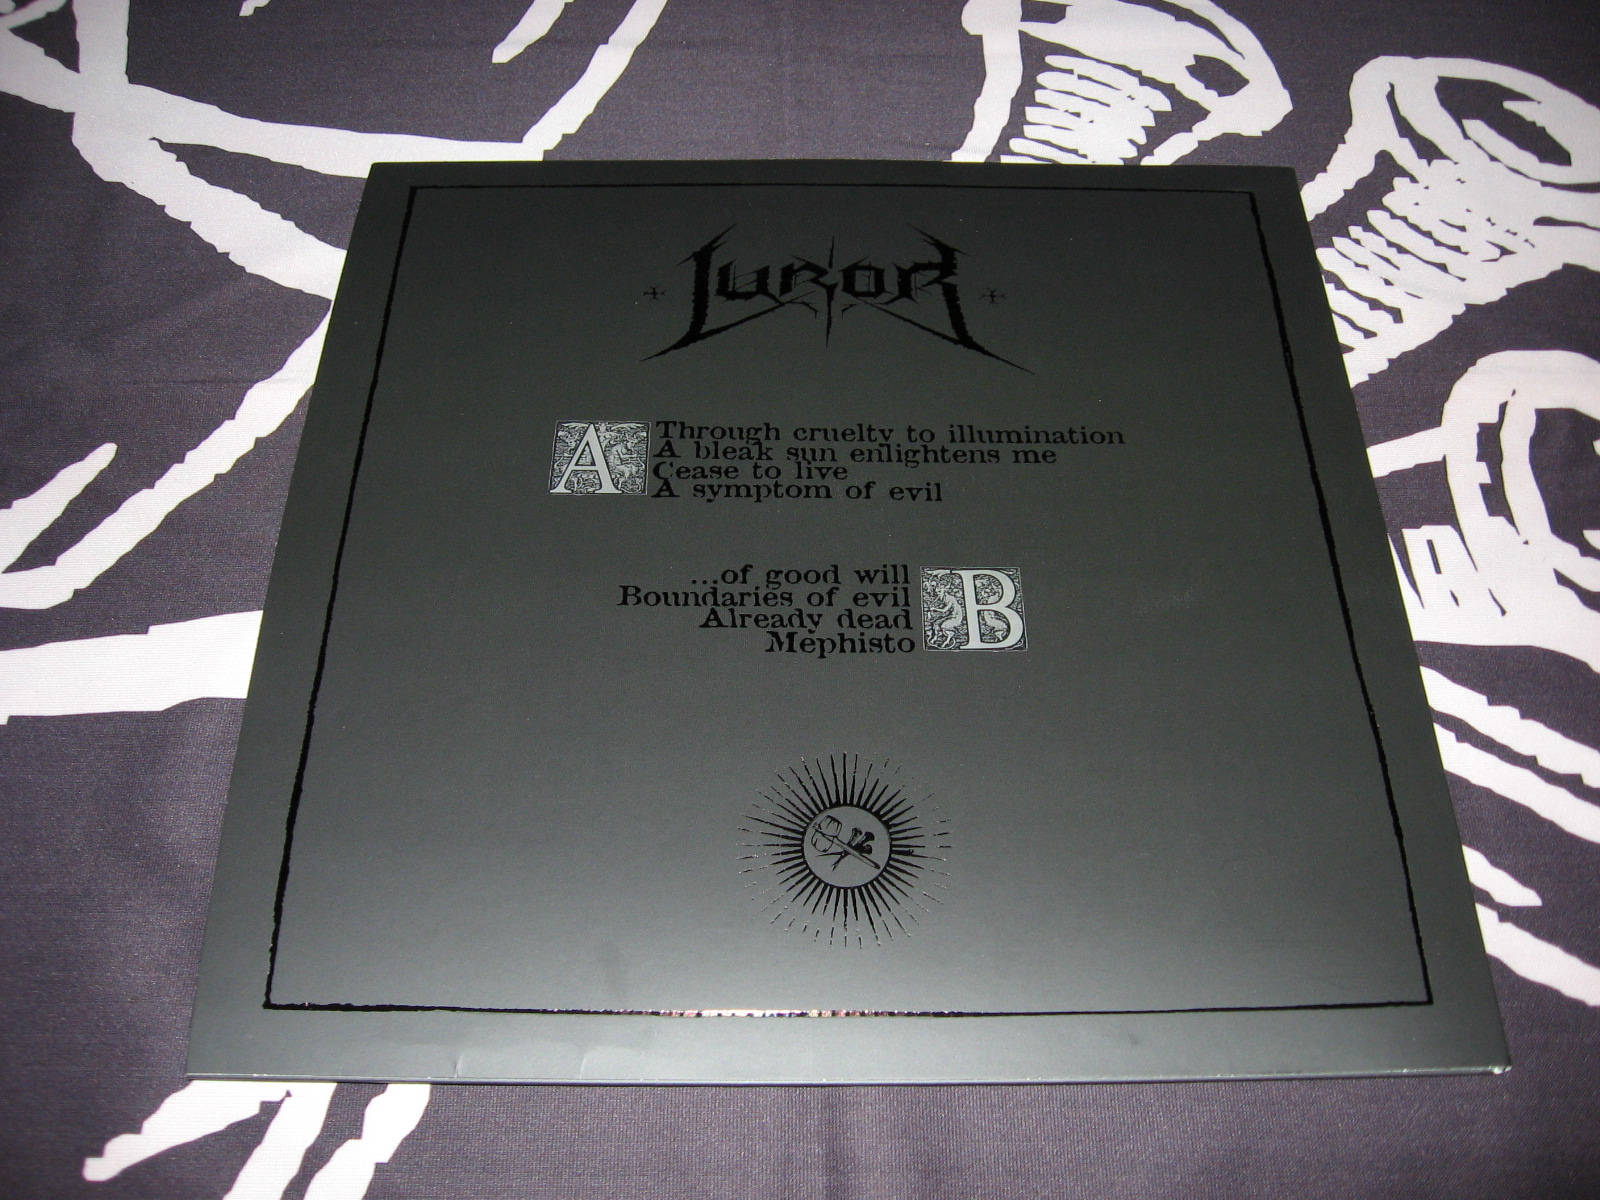 JUROR
A
Through cruelty to illumination
A bleak sun enlightens me
Cease to live
A symptom of evil
...of good will
Boundaries of evil
Already dead
Mephisto
B